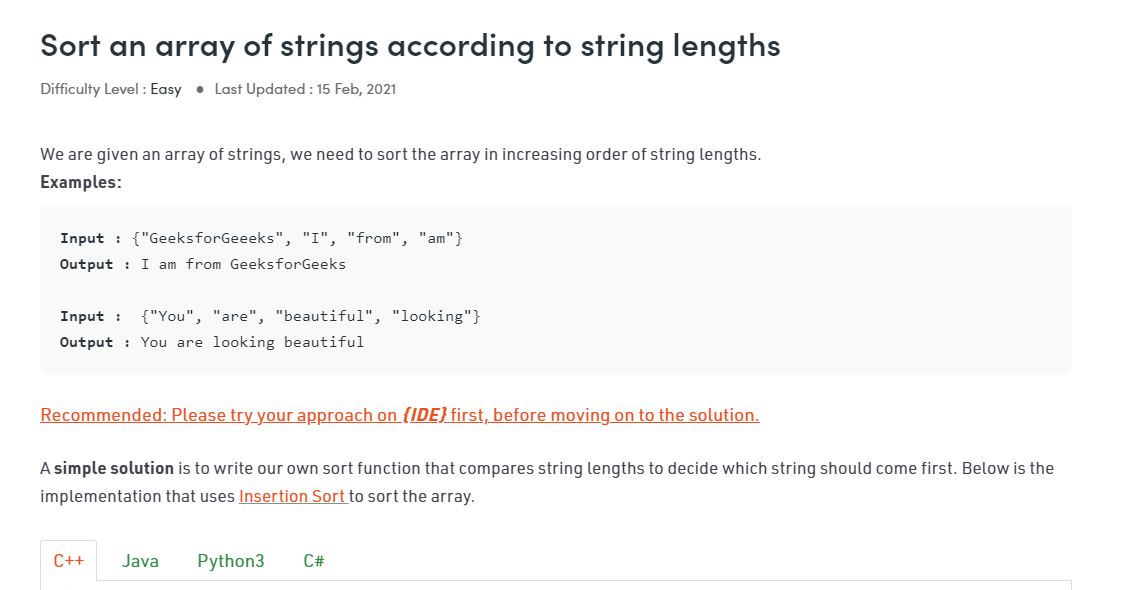 Sort an array of strings according to string lengths
Difficulty Level : Easy ● Last Updated : 15 Feb, 2021
We are given an array of strings, we need to sort the array in increasing order of string lengths.
Examples:
Input : {"GeeksforGeeeks", "I", "from", "am"}
Output : I am from GeeksforGeeks
Input :  {"You", "are", "beautiful", "looking"}
Output : You are looking beautiful
Recommended: Please try your approach on {IDE} first, before moving on to the solution.
A simple solution is to write our own sort function that compares string lengths to decide which string should come first. Below is the
implementation that uses Insertion Sort to sort the array.
C++ Java Python3 C#